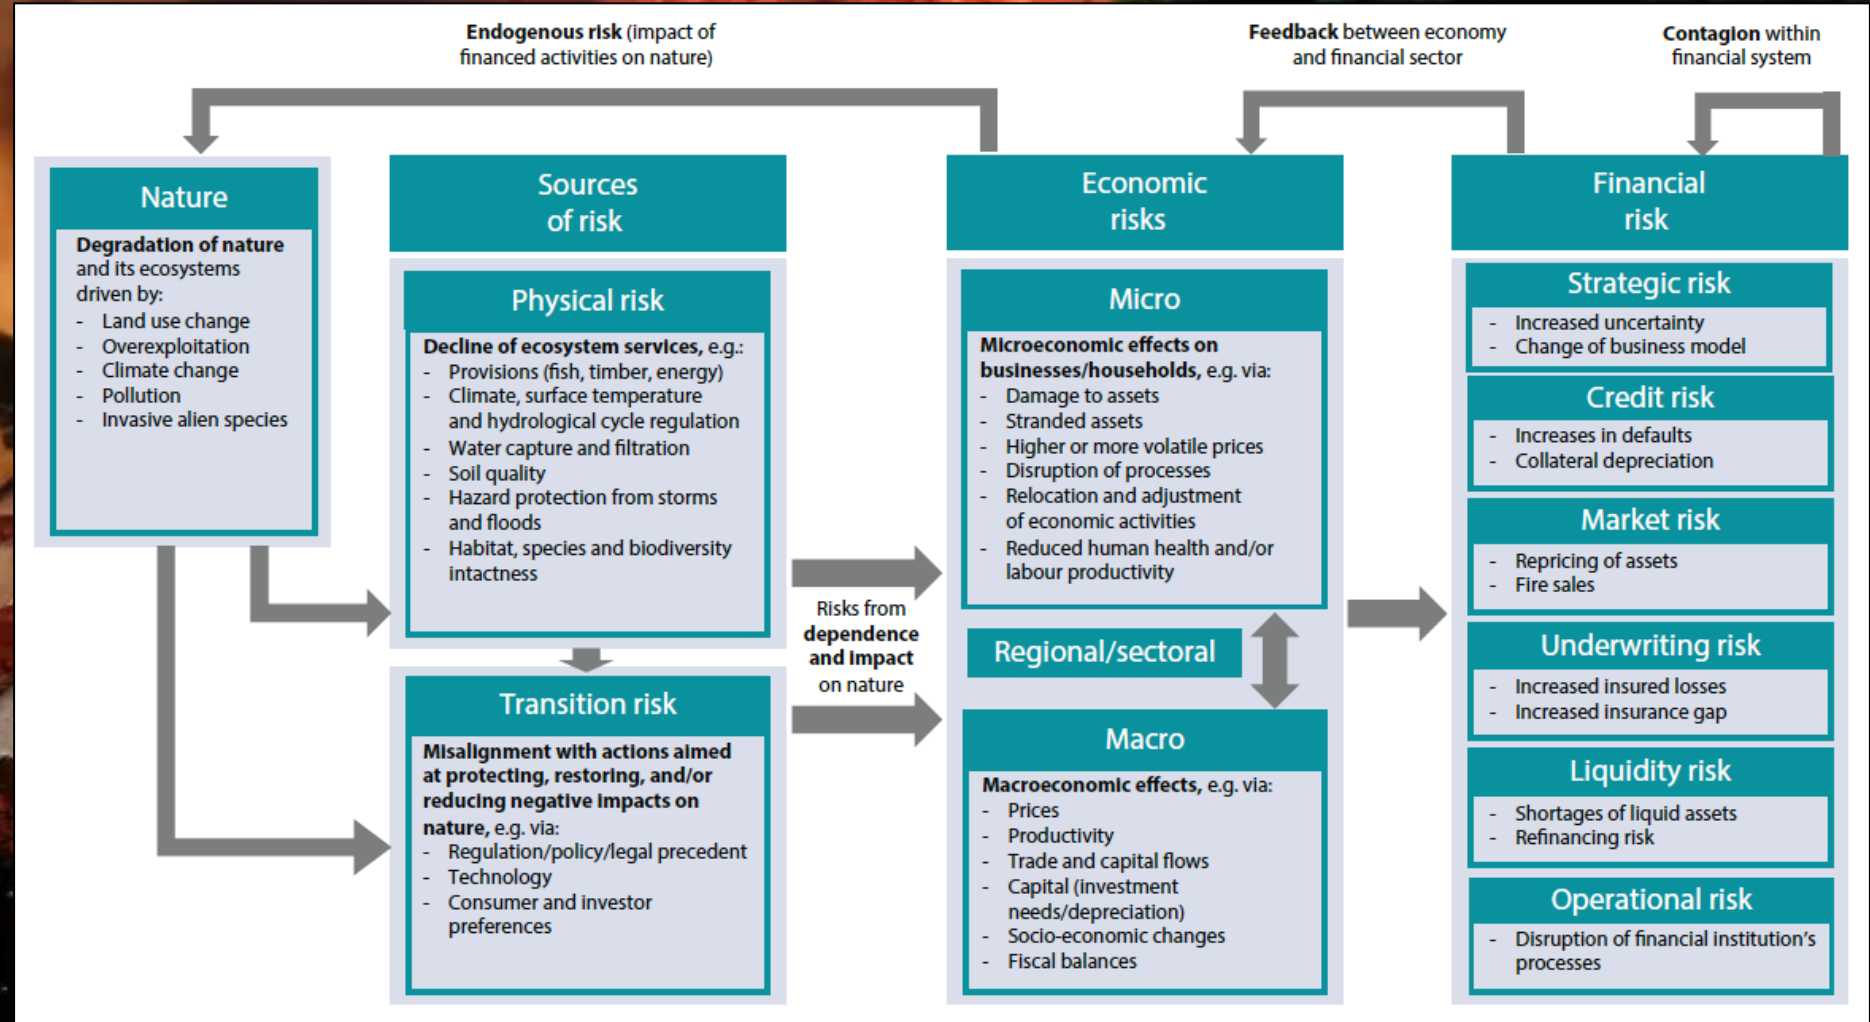 Endogenous risk (impact of
financed activities on nature)
Feedback between economy
and financial sector
Contagion within
financial system
Nature
Degradation of nature
and its ecosystems
driven by:
- Land use change
- Overexploitation
- Climate change
- Pollution
- Invasive alien species
Sources
of risk
Physical risk
Decline of ecosystem services, e.g.:
- Provisions (fish, timber, energy)
- Climate, surface temperature
and hydrological cycle regulation
- Water capture and filtration
- Soil quality
- Hazard protection from storms
and floods
- Habitat, species and biodiversity
intactness
Transition risk
Misalignment with actions aimed
at protecting, restoring, and/or
reducing negative impacts on
nature, e.g. via:
- Regulation/policy/legal precedent
- Technology
- Consumer and investor
preferences
Risks from
dependence
and impact
on nature
Economic
risks
Micro
Microeconomic effects on
businesses/households, e.g. via:
- Damage to assets
- Stranded assets
- Higher or more volatile prices
- Disruption of processes
- Relocation and adjustment
of economic activities
- Reduced human health and/or
labour productivity
Regional/sectoral
Macro
Macroeconomic effects, e.g. via:
- Prices
- Productivity
- Trade and capital flows
- Capital (investment
needs/depreciation)
- Socio-economic changes
- Fiscal balances
Financial
risk
Strategic risk
- Increased uncertainty
- Change of business model
Credit risk
- Increases in defaults
- Collateral depreciation
Market risk
- Repricing of assets
- Fire sales
Underwriting risk
- Increased insured losses
- Increased insurance gap
Liquidity risk
- Shortages of liquid assets
- Refinancing risk
Operational risk
- Disruption of financial institution's
processes